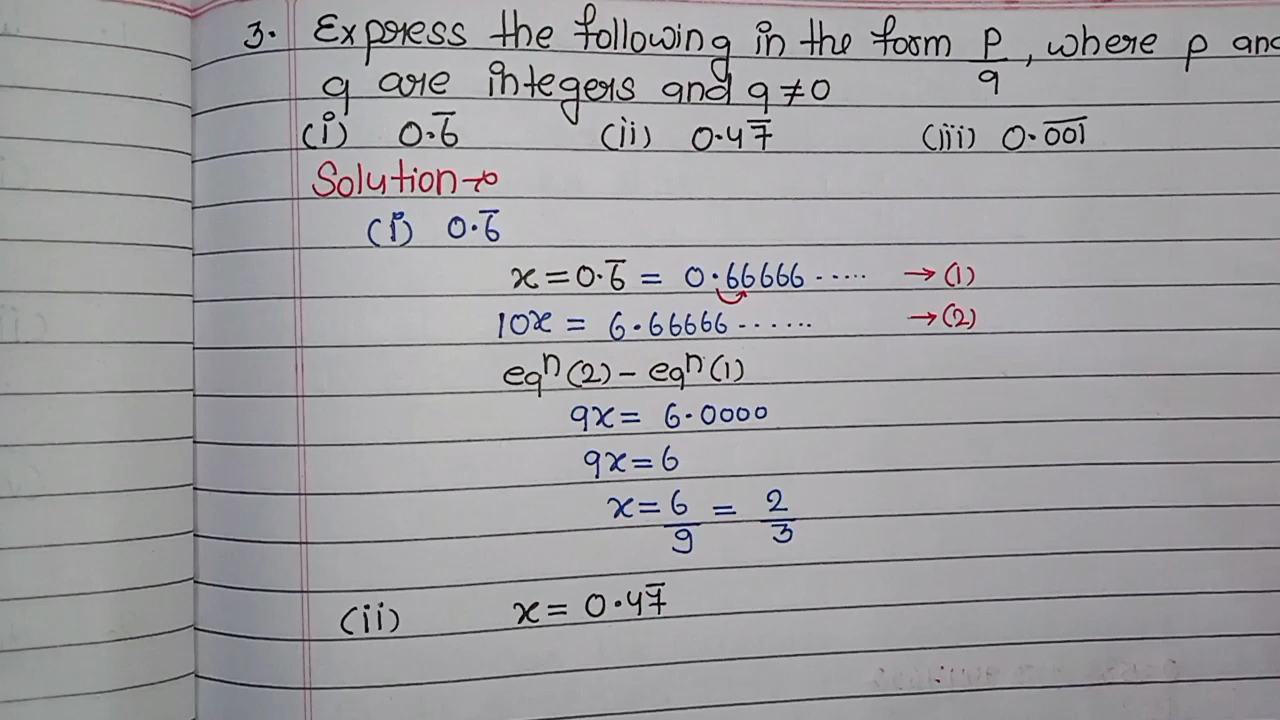 3. Express the following in the form p/q, where p and
q are integers and q ≠ 0
(i) 0.6̅ (ii) 0.47̅ (iii) 0.0̅0̅1̅
Solution →
(i) 0.6̅
x = 0.6̅ = 0.66666 ..... → (1)
10x = 6.66666 ...... → (2)
eqⁿ (2) - eqⁿ (1)
9x = 6.0000
9x = 6
x = 6/9 = 2/3
(ii) x = 0.47̅